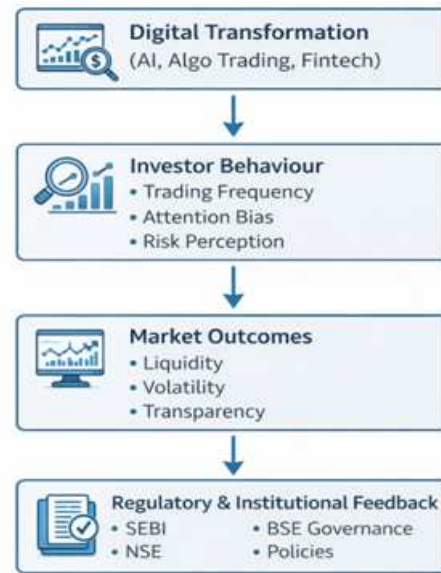 Digital Transformation
(AI, Algo Trading, Fintech)
$
Investor Behaviour
• Trading Frequency
• Attention Bias
• Risk Perception
Market Outcomes
• Liquidity
• Volatility
• Transparency
Regulatory & Institutional Feedback
• SEBI • BSE Governance
• NSE • Policies